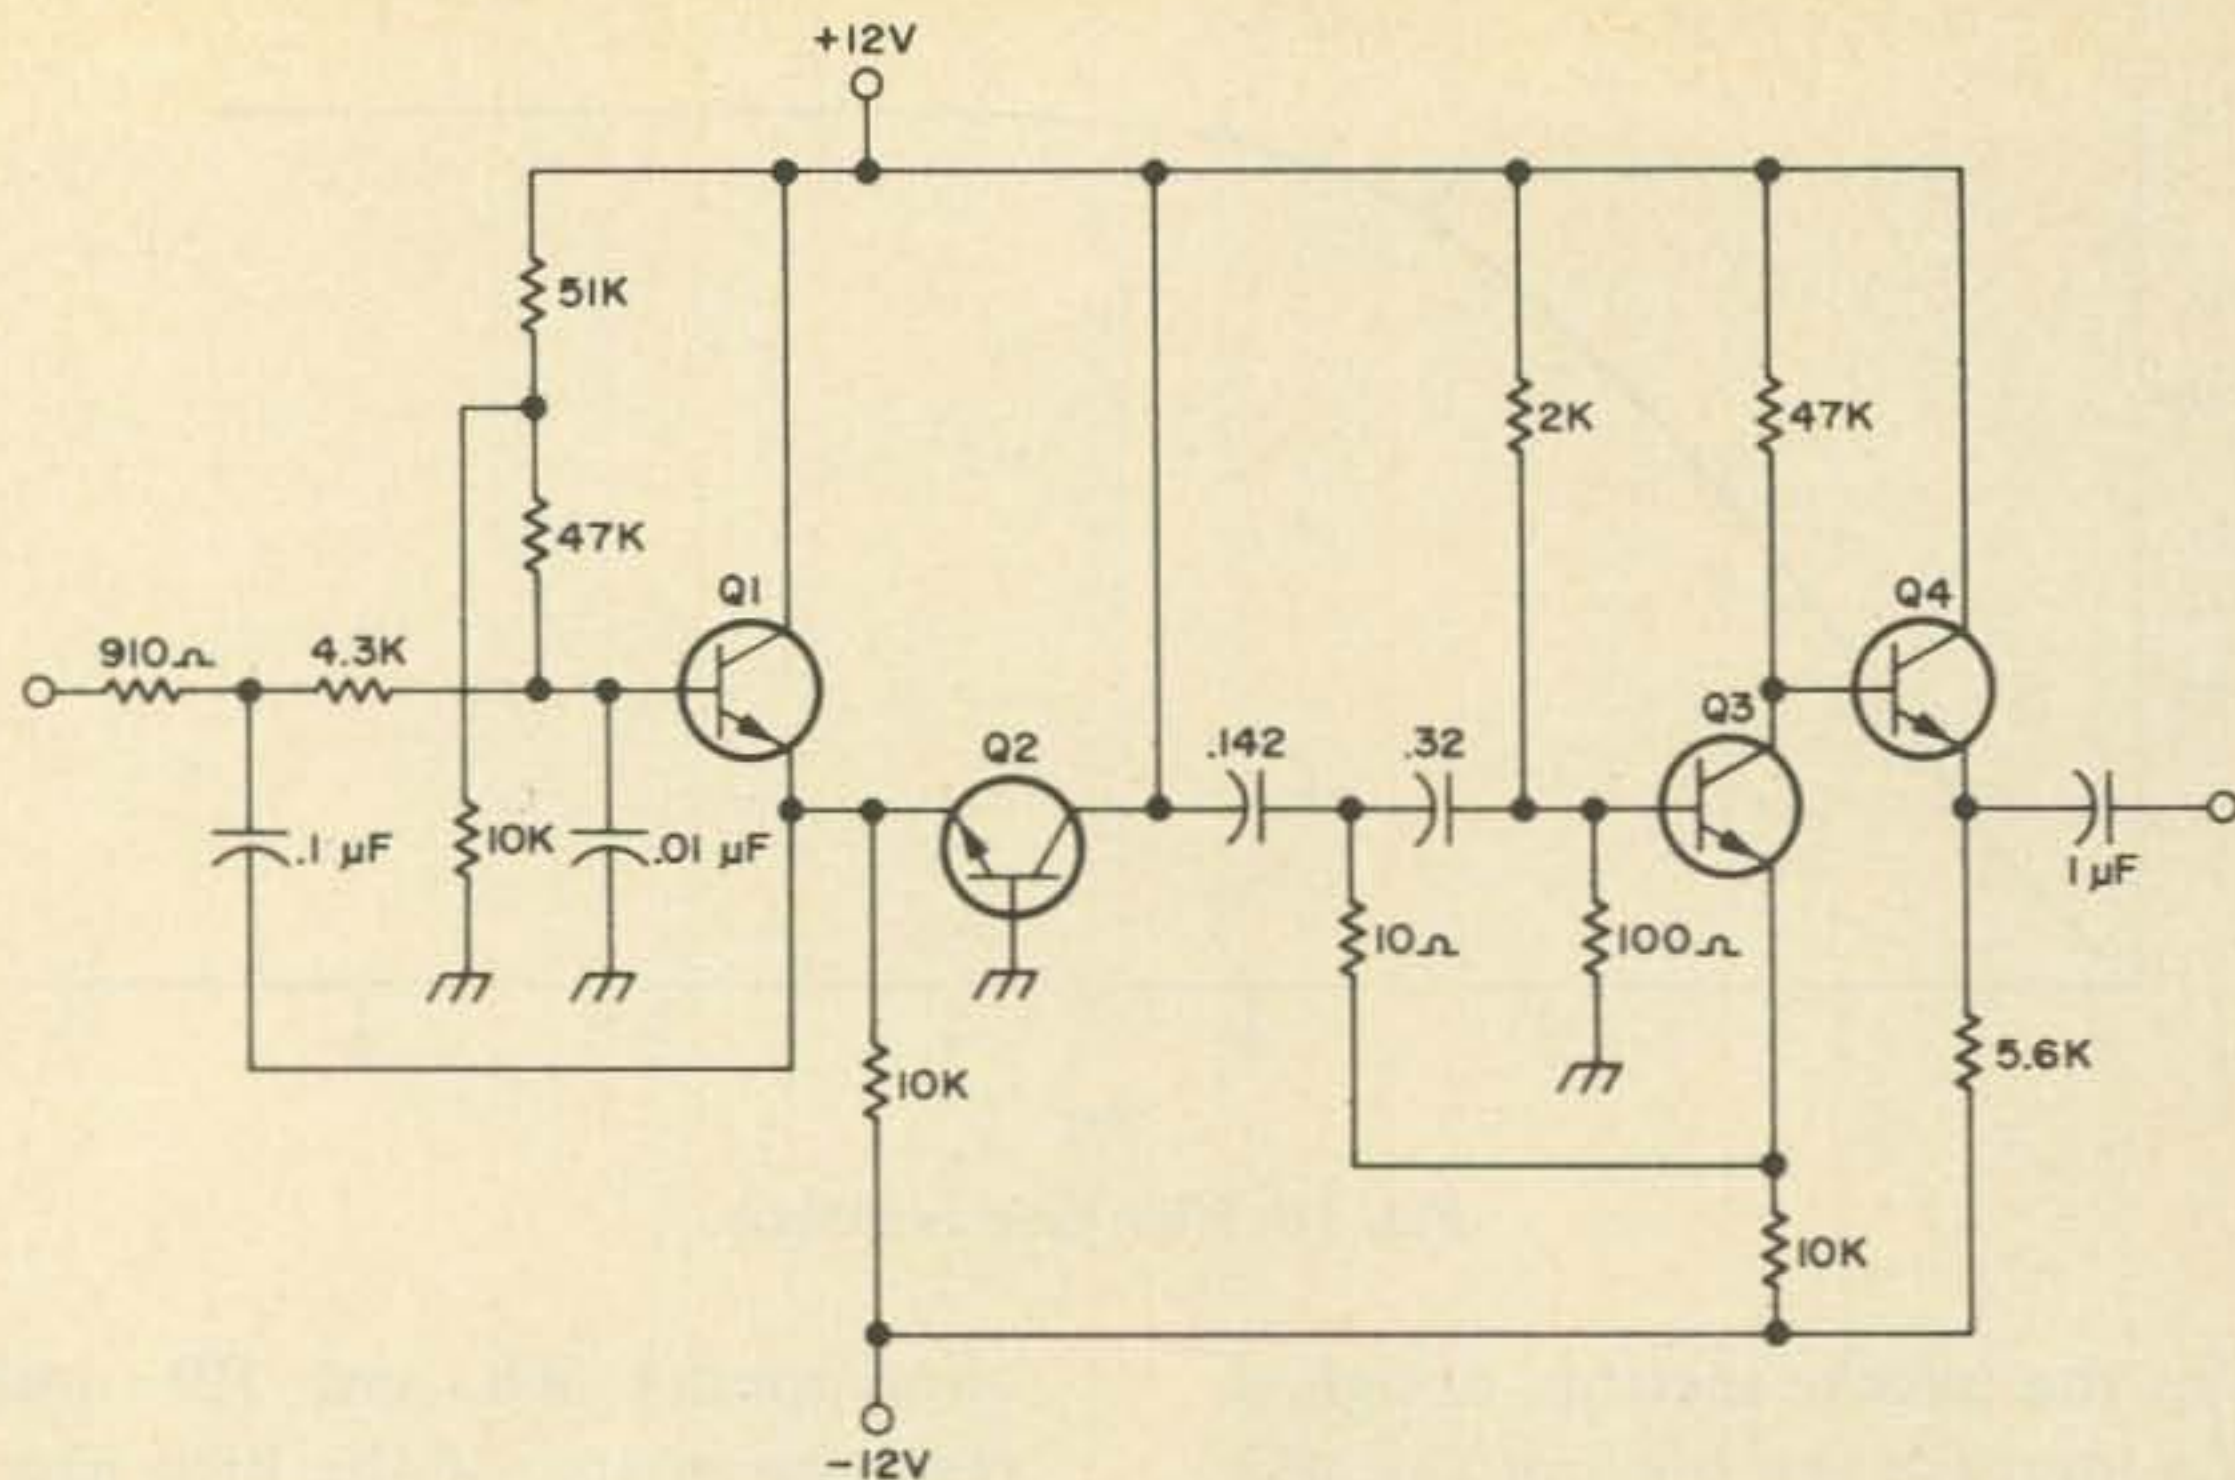 +12V
51K
2K
47K
47K
Q1
Q4
910Ω
4.3K
Q3
Q2
.142
.32
.1 µF
10K
.01 µF
1 µF
10Ω
100Ω
5.6K
10K
10K
-12V